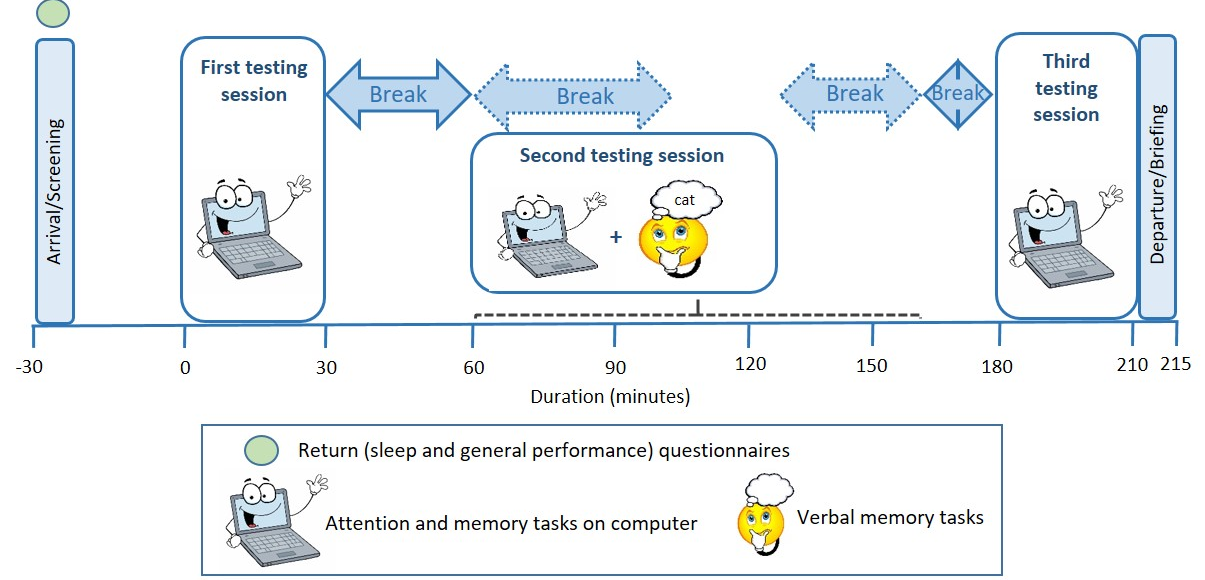 Arrival/Screening
First testing
session
Break
Break
Break
Break
Third
testing
session
Departure/Briefing
Second testing session
cat
+
-30
0
30
60
90
120
150
180
210
215
Duration (minutes)
Return (sleep and general performance) questionnaires
Attention and memory tasks on computer
Verbal memory tasks